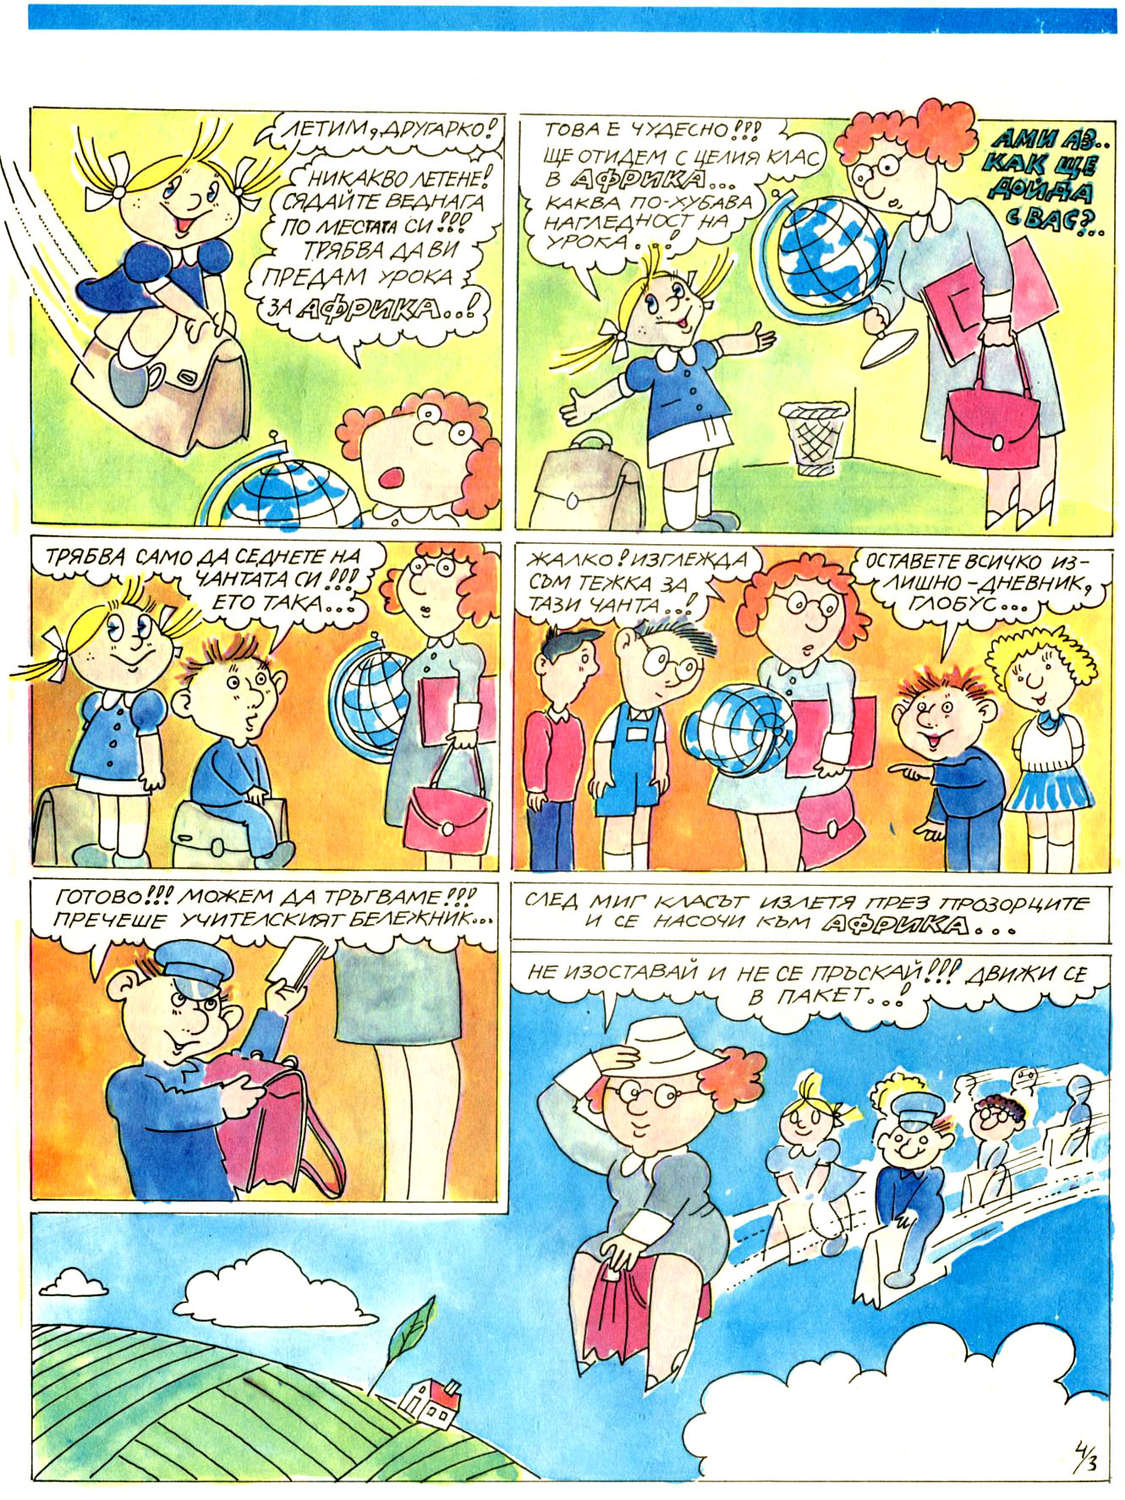 ЛЕТИМ, ДРУГАРКО!
НИКАКВО ЛЕТЕНЕ!
СЯДАЙТЕ ВЕДНАГА
ПО МЕСТАТА СИ!!!
ТРЯБВА ДА ВИ
ПРЕДАМ УРОКА
ЗА АФРИКА..!
ТОВА Е ЧУДЕСНО!!!
ЩЕ ОТИДЕМ С ЦЕЛИЯ КЛАС
В АФРИКА...
КАКВА ПО-ХУБАВА
НАГЛЕДНОСТ НА
УРОКА...!
АМИ АЗ..
КАК ЩЕ
ДОЙДА
С ВАС?..
ТРЯБВА САМО ДА СЕДНЕТЕ НА
ЧАНТАТА СИ!!!
ЕТО ТАКА...
ЖАЛКО! ИЗГЛЕЖДА
СЪМ ТЕЖКА ЗА
ТАЗИ ЧАНТА..!
ОСТАВЕТЕ ВСИЧКО ИЗ-
ЛИШНО - ДНЕВНИК,
ГЛОБУС...
ГОТОВО!!! МОЖЕМ ДА ТРЪГВАМЕ!!!
ПРЕЧЕШЕ УЧИТЕЛСКИЯТ БЕЛЕЖНИК...
СЛЕД МИГ КЛАСЪТ ИЗЛЕТЯ ПРЕЗ ПРОЗОРЦИТЕ
И СЕ НАСОЧИ КЪМ АФРИКА...
НЕ ИЗОСТАВАЙ И НЕ СЕ ПРЪСКАЙ!!! ДВИЖИ СЕ
В ПАКЕТ...!
4/3